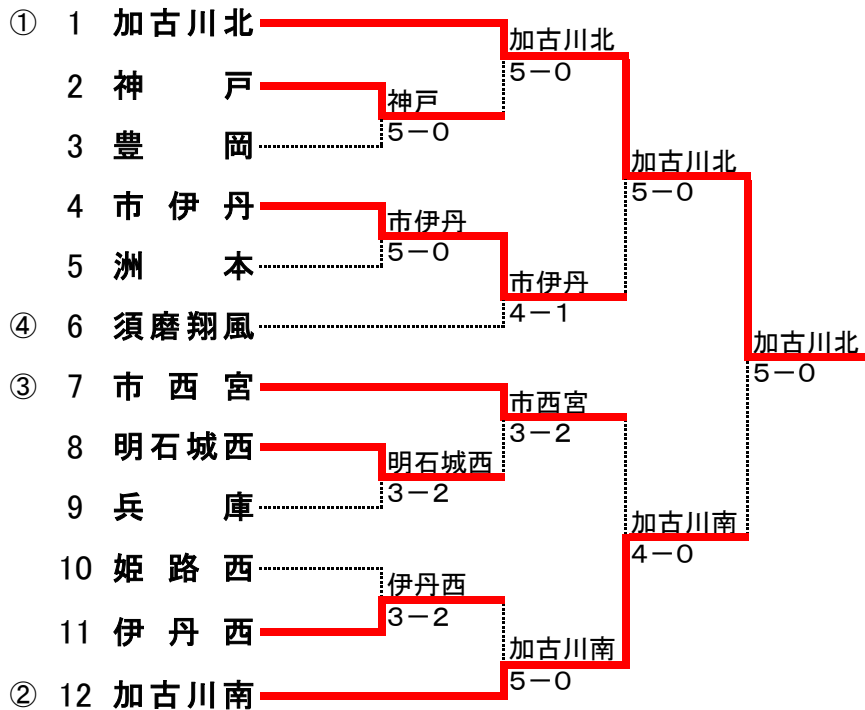 ① 1 加古川北
2 神戸
3 豊岡
4 市伊丹
5 洲本
④ 6 須磨翔風
③ 7 市西宮
8 明石城西
9 兵庫
10 姫路西
11 伊丹西
② 12 加古川南
神戸
5－0
市伊丹
5－0
明石城西
3－2
伊丹西
3－2
加古川北
5－0
市伊丹
4－1
市西宮
3－2
加古川南
5－0
加古川北
5－0
加古川南
4－0
加古川北
5－0